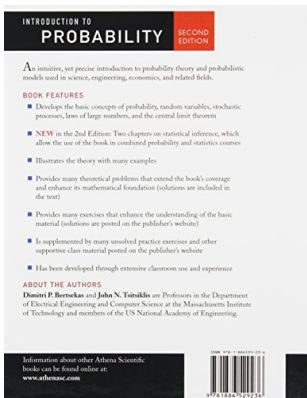 INTRODUCTION TO
PROBABILITY
SECOND
EDITION
An intuitive, yet precise introduction to probability theory and probabilistic
models used in science, engineering, economics, and related fields.
BOOK FEATURES
Develops the basic concepts of probability, random variables, stochastic
processes, laws of large numbers, and the central limit theorem
NEW in the 2nd Edition: Two chapters on statistical inference, which
allow the use of the book in combined probability and statistics courses
Illustrates the theory with many examples
Provides many theoretical problems that extend the book's coverage
and enhance its mathematical foundation (solutions are included in
the text)
Provides many exercises that enhance the understanding of the basic
material (solutions are posted on the publisher's website)
Is supplemented by many unsolved practice exercises and other
supportive class material posted on the publisher's website
Has been developed through extensive classroom use and experience
ABOUT THE AUTHORS
Dimitri P. Bertsekas and John N. Tsitsiklis are Professors in the Department
of Electrical Engineering and Computer Science at the Massachusetts Institute
of Technology and members of the US National Academy of Engineering.
Information about other Athena Scientific
books can be found online at:
www.athenasc.com
ISBN 978-1-886529-23-6
9 781886 529236